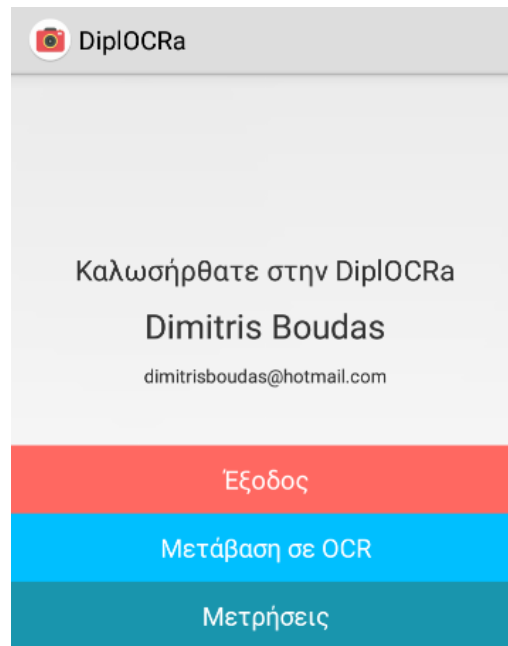 DiplOCRa
Καλωσήρθατε στην DiplOCRa
Dimitris Boudas
dimitrisboudas@hotmail.com
Έξοδος
Μετάβαση σε OCR
Μετρήσεις